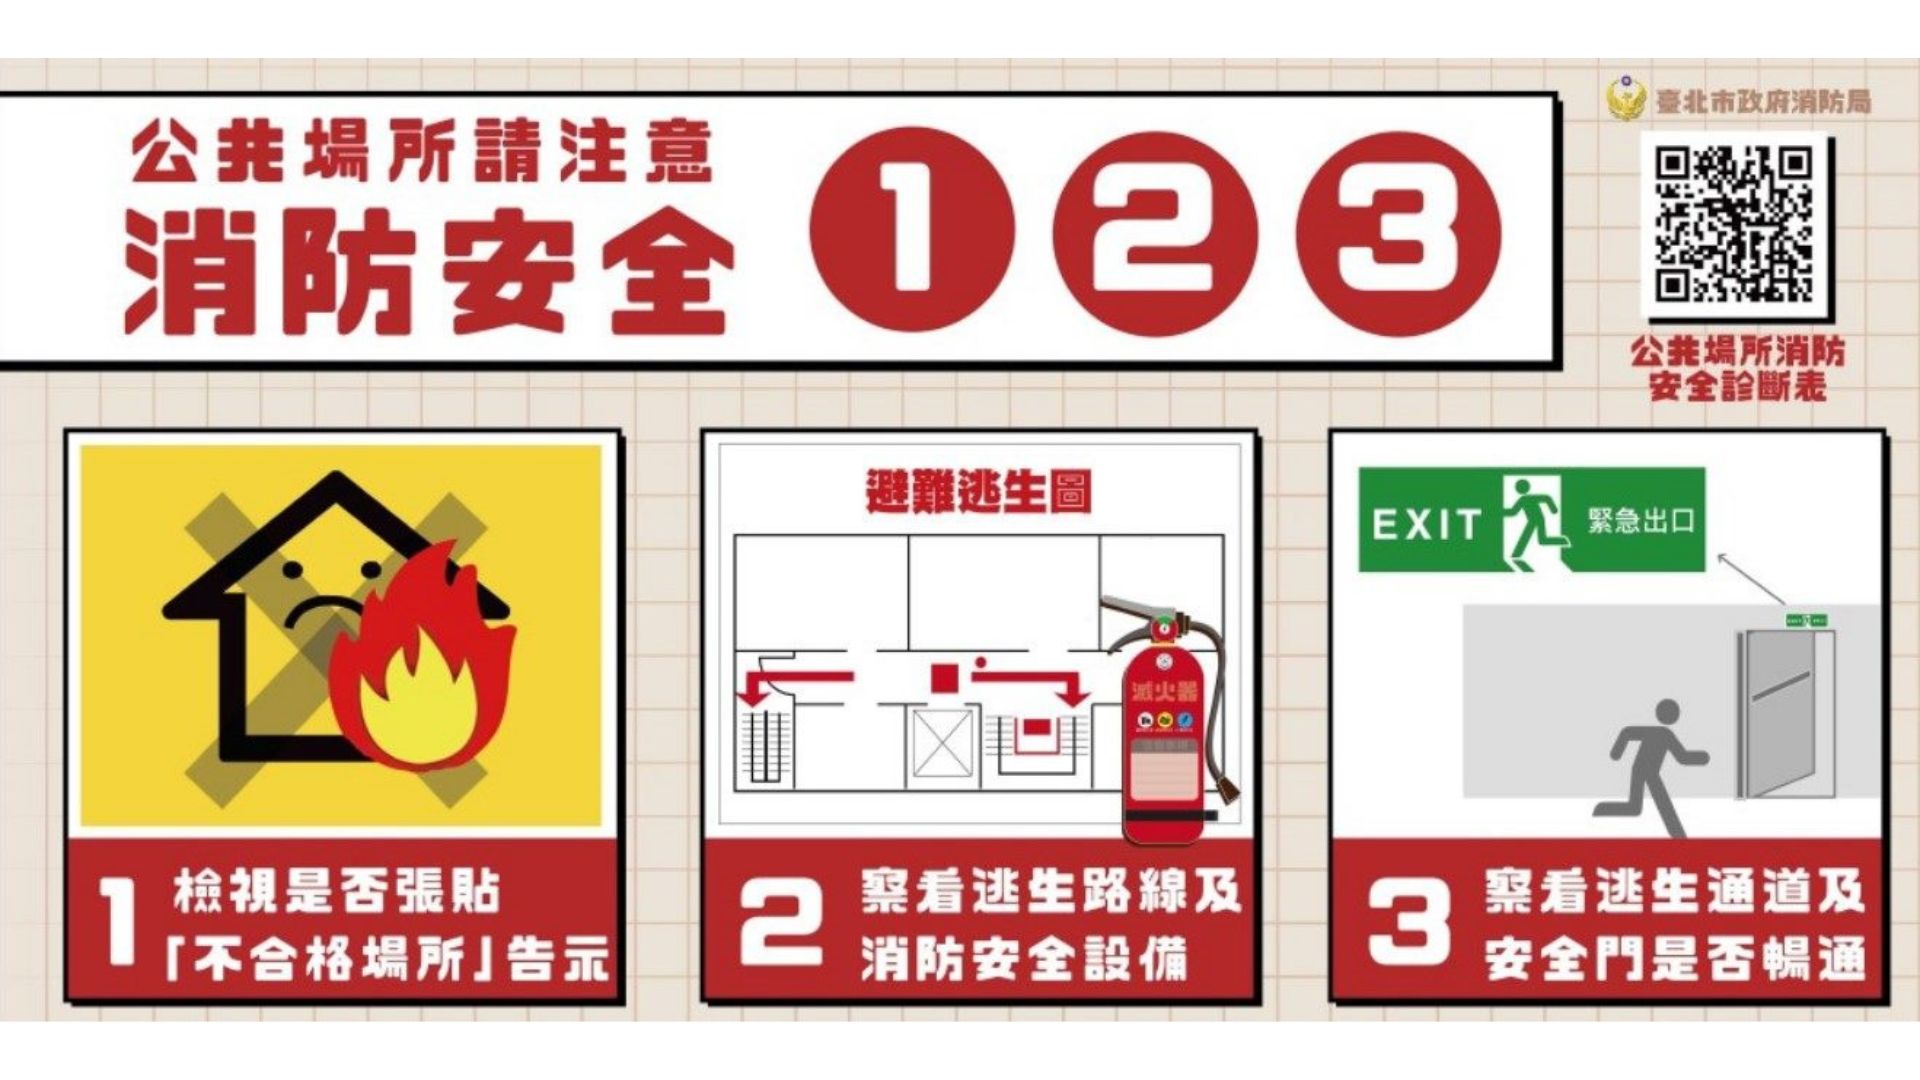 臺北市政府消防局
公共場所請注意
消防安全
1 2 3
公共場所消防
安全診斷表
避難逃生圖
滅火器
EXIT 緊急出口
1 檢視是否張貼
「不合格場所」告示
2 察看逃生路線及
消防安全設備
3 察看逃生通道及
安全門是否暢通